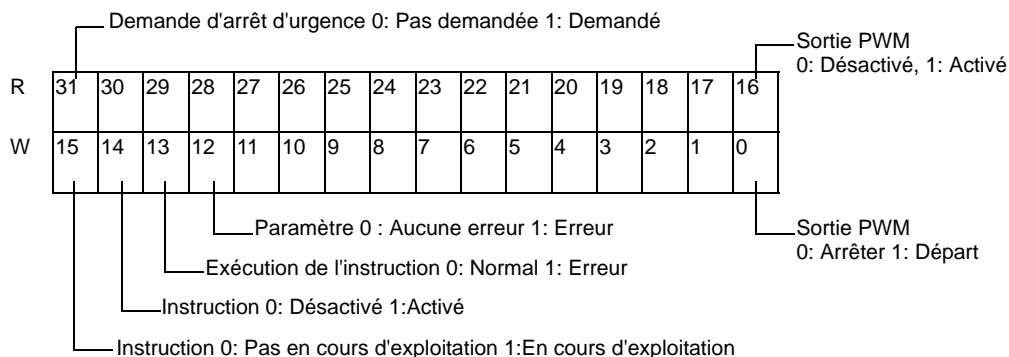 Demande d'arrêt d'urgence 0: Pas demandée 1: Demandé
Sortie PWM
0: Désactivé, 1: Activé
R 31 30 29 28 27 26 25 24 23 22 21 20 19 18 17 16
W 15 14 13 12 11 10 9 8 7 6 5 4 3 2 1 0
Paramètre 0 : Aucune erreur 1: Erreur
Sortie PWM
0: Arrêter 1: Départ
Exécution de l'instruction 0: Normal 1: Erreur
Instruction 0: Désactivé 1:Activé
Instruction 0: Pas en cours d'exploitation 1:En cours d'exploitation